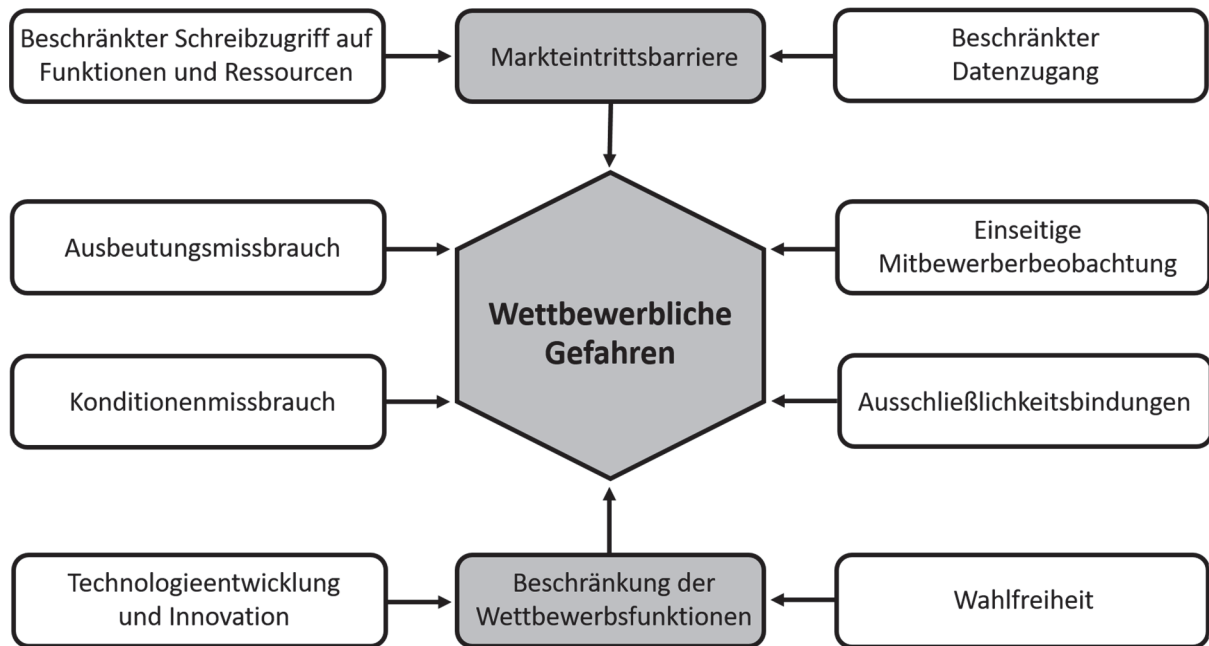 Beschränkter Schreibzugriff auf
Funktionen und Ressourcen
Markteintrittsbarriere
Beschränkter
Datenzugang
Ausbeutungsmissbrauch
Einseitige
Mitbewerberbeobachtung
Wettbewerbliche
Gefahren
Konditionenmissbrauch
Ausschließlichkeitsbindungen
Technologieentwicklung
und Innovation
Beschränkung der
Wettbewerbsfunktionen
Wahlfreiheit